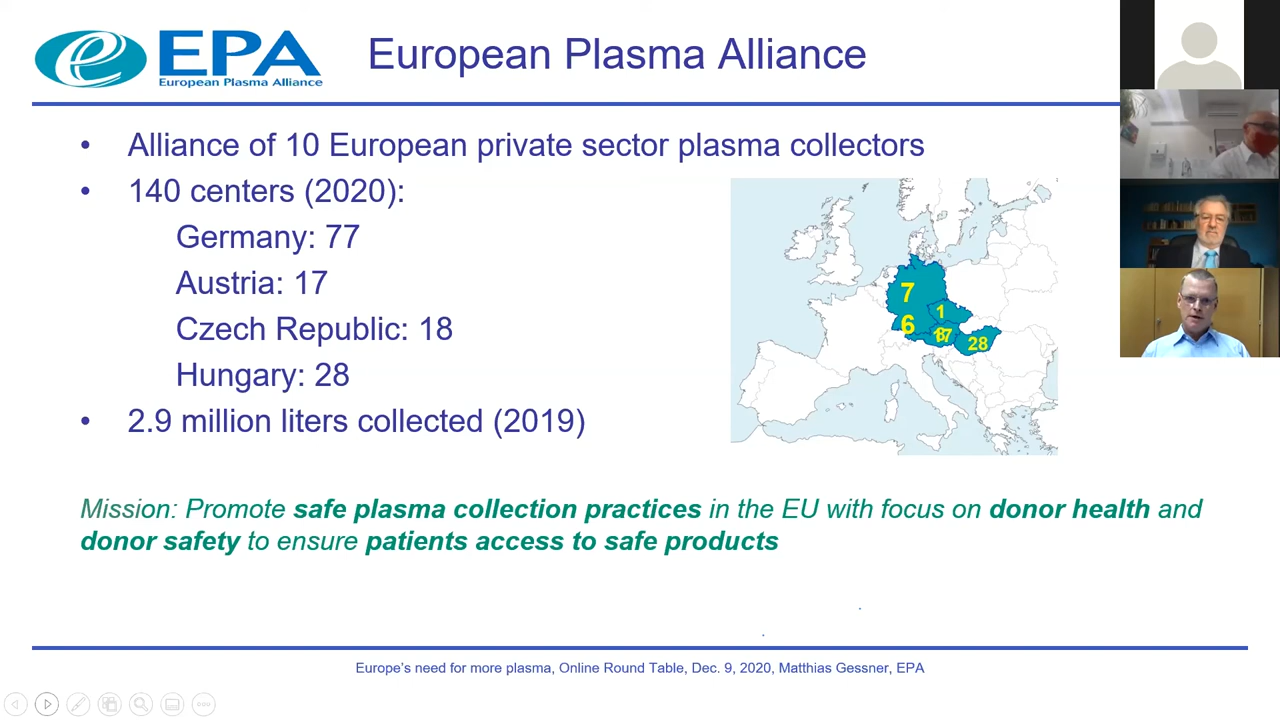 EPA
European Plasma Alliance
European Plasma Alliance
• Alliance of 10 European private sector plasma collectors
• 140 centers (2020):
Germany: 77
Austria: 17
Czech Republic: 18
Hungary: 28
• 2.9 million liters collected (2019)
7
6
1
8
17
28
Mission: Promote safe plasma collection practices in the EU with focus on donor health and
donor safety to ensure patients access to safe products
Europe's need for more plasma, Online Round Table, Dec. 9, 2020, Matthias Gessner, EPA